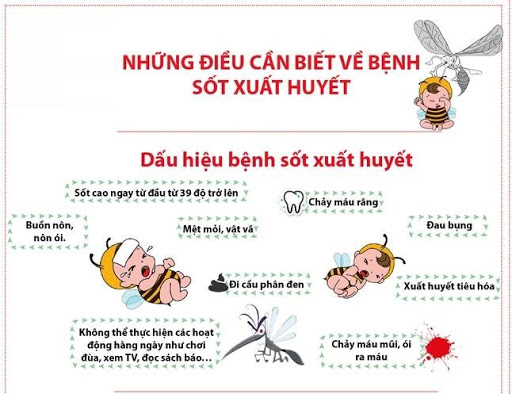 NHỮNG ĐIỀU CẦN BIẾT VỀ BỆNH
SỐT XUẤT HUYẾT
Dấu hiệu bệnh sốt xuất huyết
Sốt cao ngay từ đầu từ 39 độ trở lên
Chảy máu răng
Buồn nôn,
nôn ói.
Mệt mỏi, vật vã
Đau bụng
Đi cầu phân đen
Xuất huyết tiêu hóa
Không thể thực hiện các hoạt
động hàng ngày như chơi
đùa, xem TV, đọc sách báo...
Chảy máu mũi, ói
ra máu